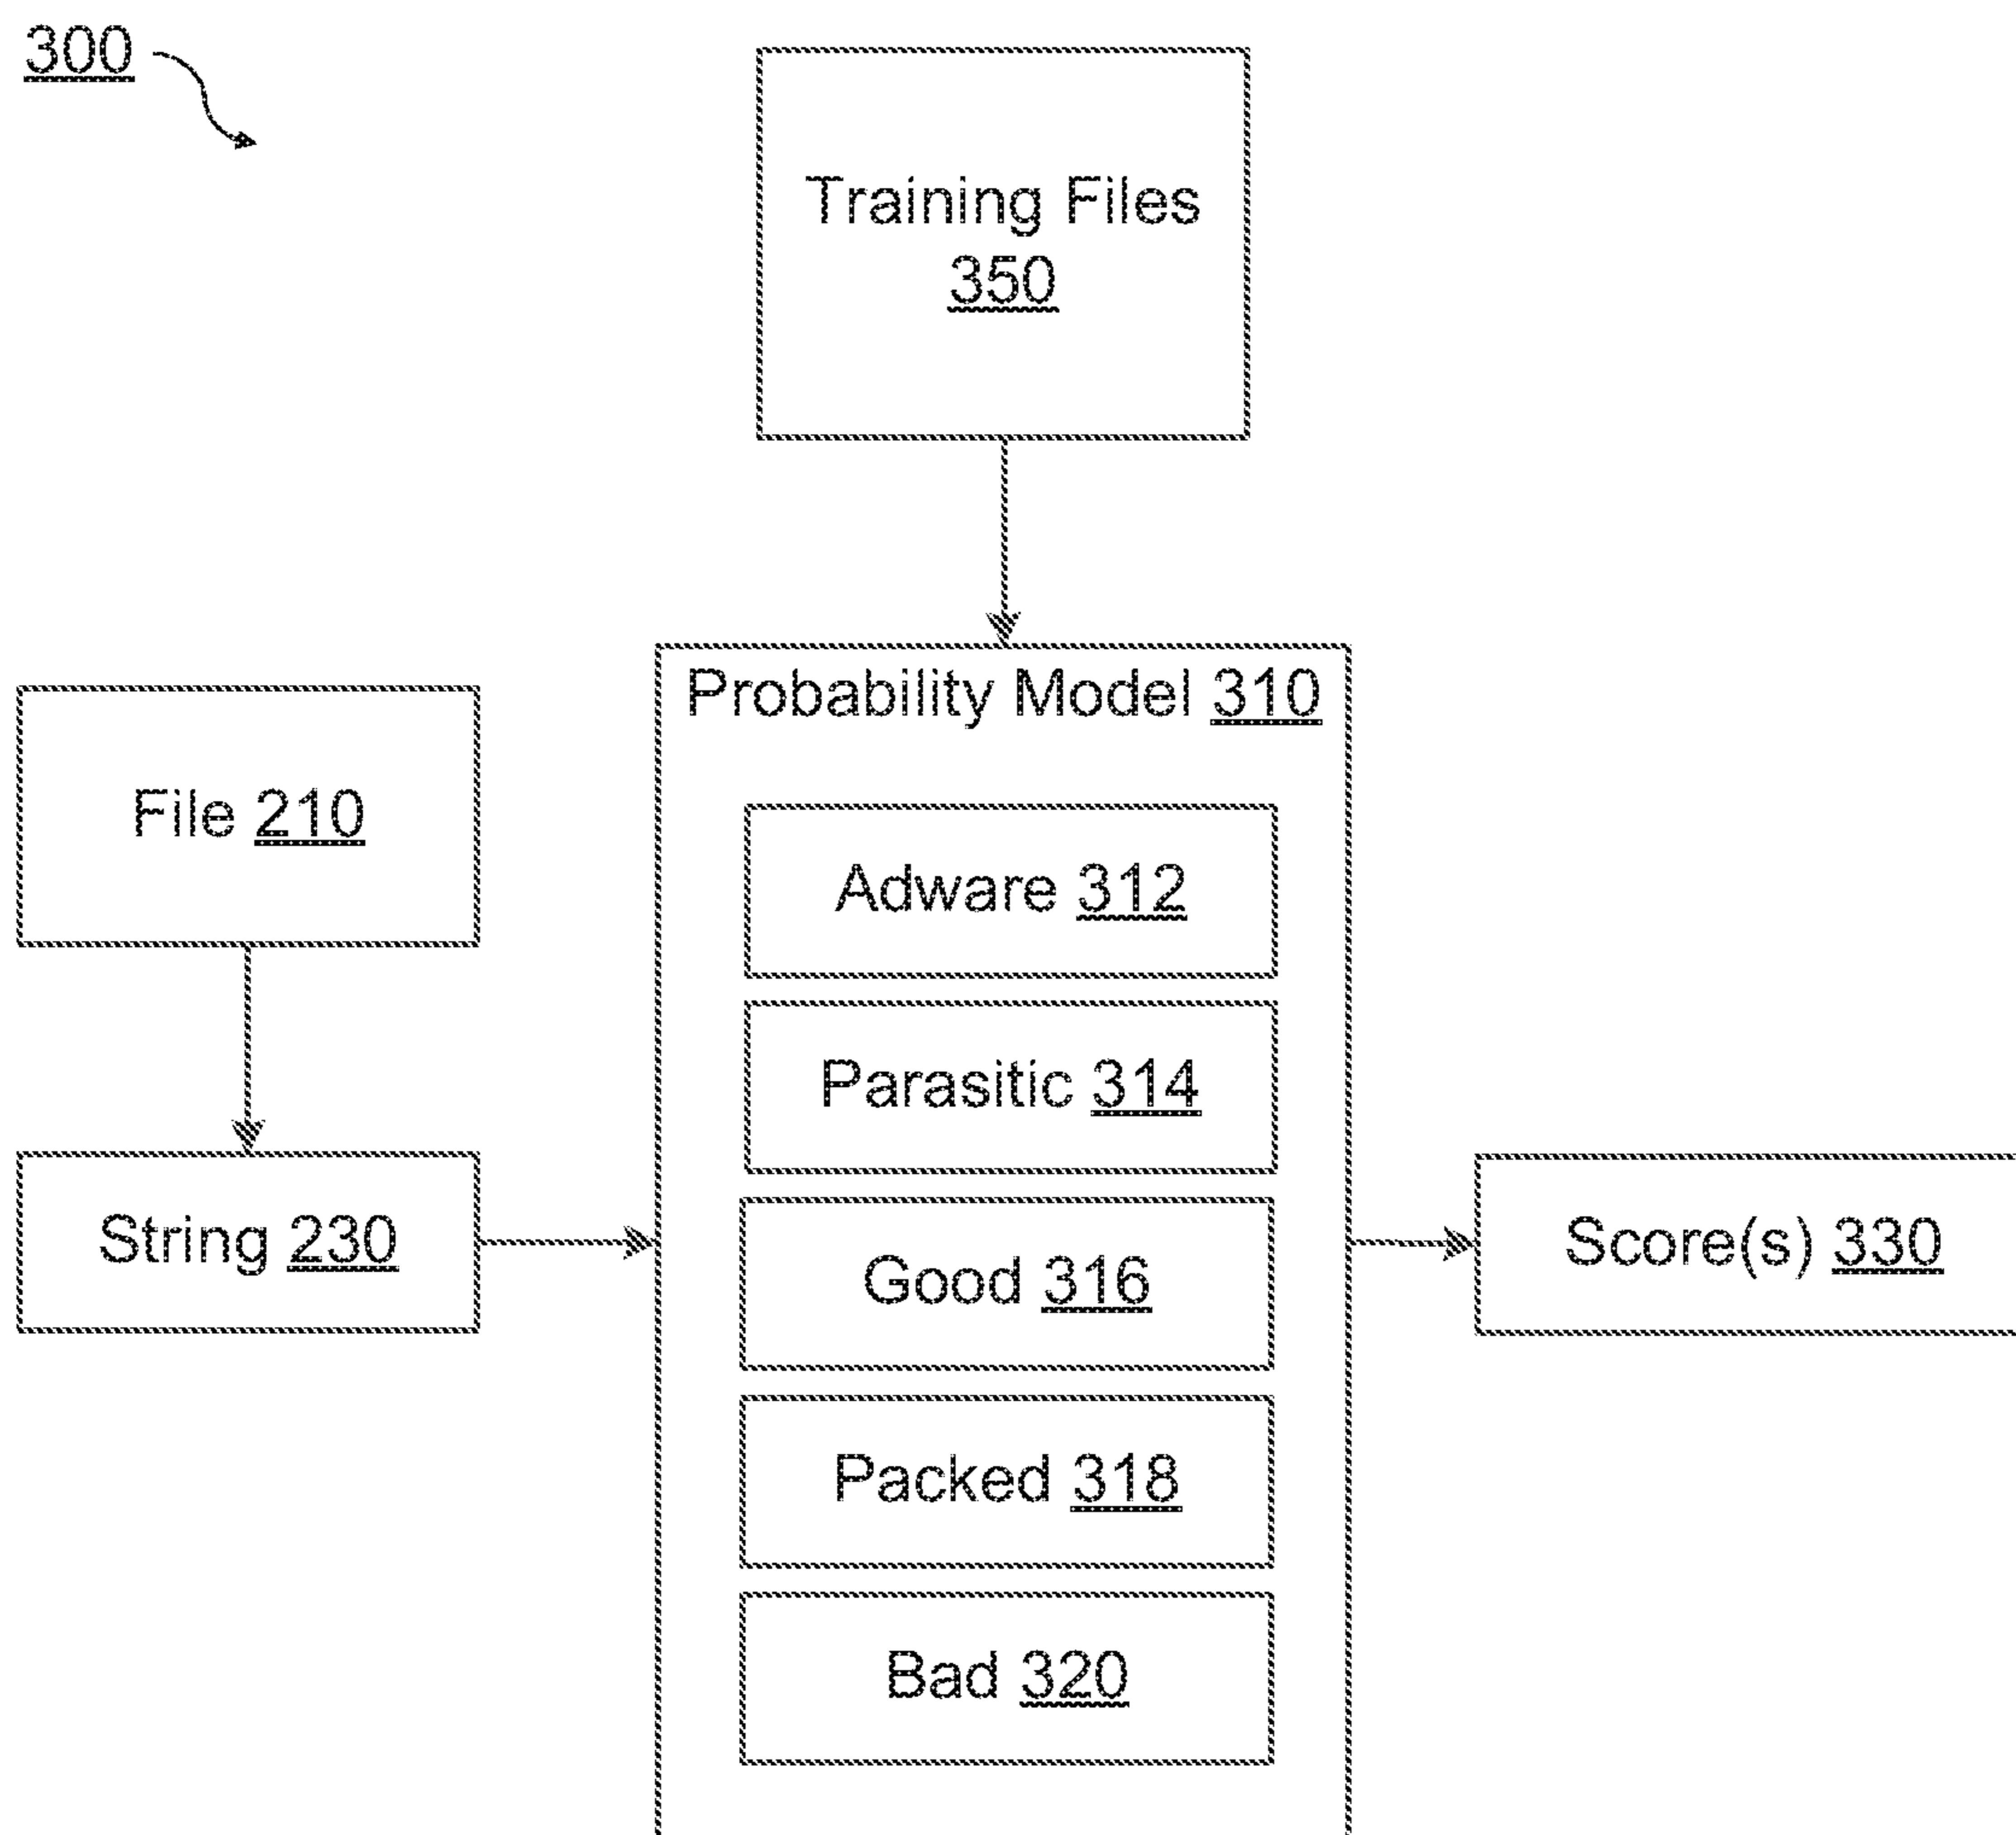 300
Training Files
350
Probability Model 310
File 210
Adware 312
Parasitic 314
String 230
Good 316
Score(s) 330
Packed 318
Bad 320